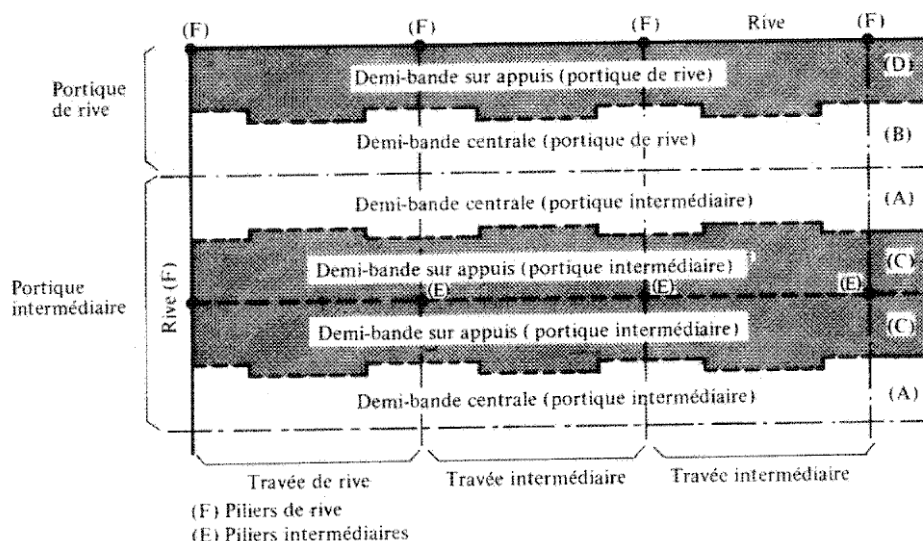 (F) (F) (F) Rive (F)
Portique
de rive
Demi-bande sur appuis (portique de rive) (D)
Demi-bande centrale (portique de rive) (B)
Demi-bande centrale (portique intermédiaire) (A)
Portique
intermédiaire
Rive (F)
Demi-bande sur appuis (portique intermédiaire) (C)
(E) (E) (E)
Demi-bande sur appuis ( portique intermédiaire) (C)
Demi-bande centrale (portique intermédiaire) (A)
Travée de rive Travée intermédiaire Travée intermédiaire
(F) Piliers de rive
(E) Piliers intermédiaires